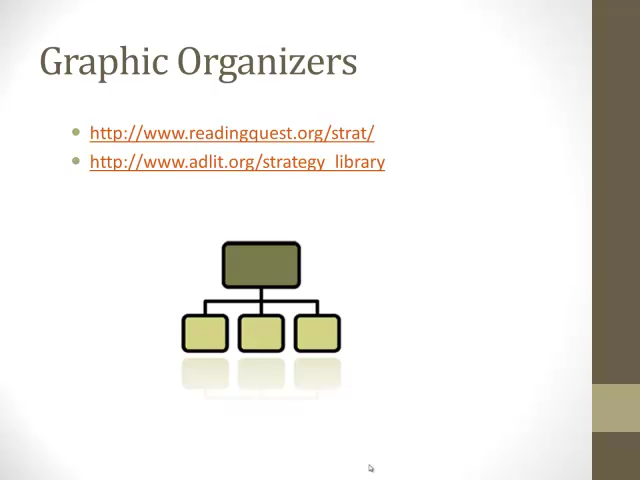 Graphic Organizers
http://www.readingquest.org/strat/
http://www.adlit.org/strategy_library